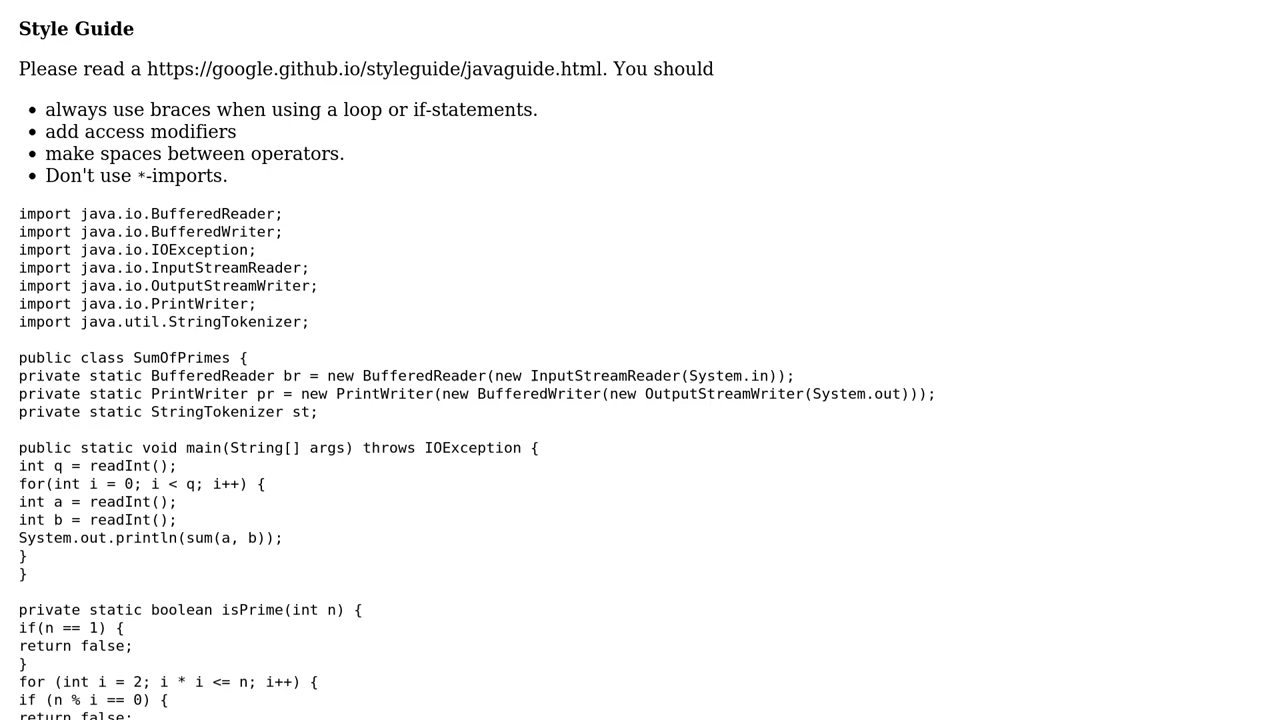 Style Guide
Please read a https://google.github.io/styleguide/javaguide.html. You should
• always use braces when using a loop or if-statements.
• add access modifiers
• make spaces between operators.
• Don't use *-imports.
import java.io.BufferedReader;
import java.io.BufferedWriter;
import java.io.IOException;
import java.io.InputStreamReader;
import java.io.OutputStreamWriter;
import java.io.PrintWriter;
import java.util.StringTokenizer;
public class SumOfPrimes {
private static BufferedReader br = new BufferedReader(new InputStreamReader(System.in));
private static PrintWriter pr = new PrintWriter(new BufferedWriter(new OutputStreamWriter(System.out)));
private static StringTokenizer st;
public static void main(String[] args) throws IOException {
int q = readInt();
for(int i = 0; i < q; i++) {
int a = readInt();
int b = readInt();
System.out.println(sum(a, b));
}
}
private static boolean isPrime(int n) {
if(n == 1) {
return false;
}
for (int i = 2; i * i <= n; i++) {
if (n % i == 0) {
return false;